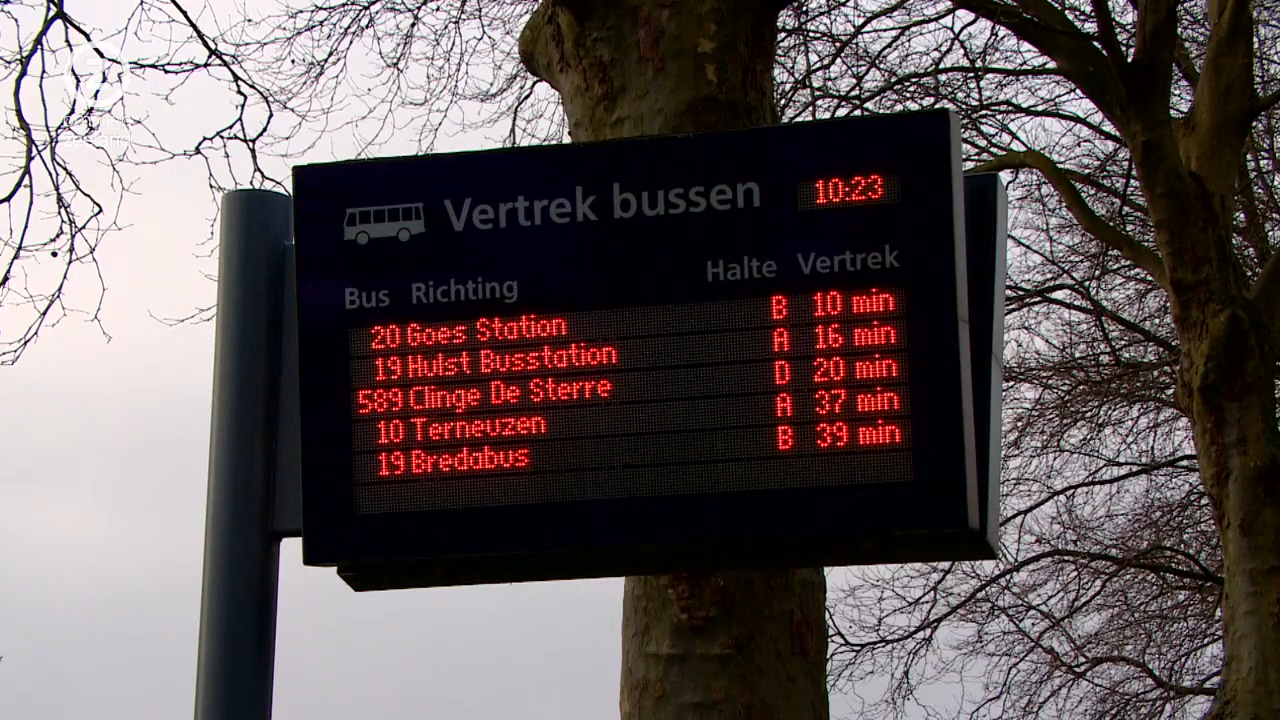 Vertrek bussen 10:23
Bus Richting Halte Vertrek
20 Goes Station B 10 min
19 Hulst Busstation A 16 min
589 Clinge De Sterre D 20 min
10 Terneuzen A 37 min
19 Bredabus B 39 min